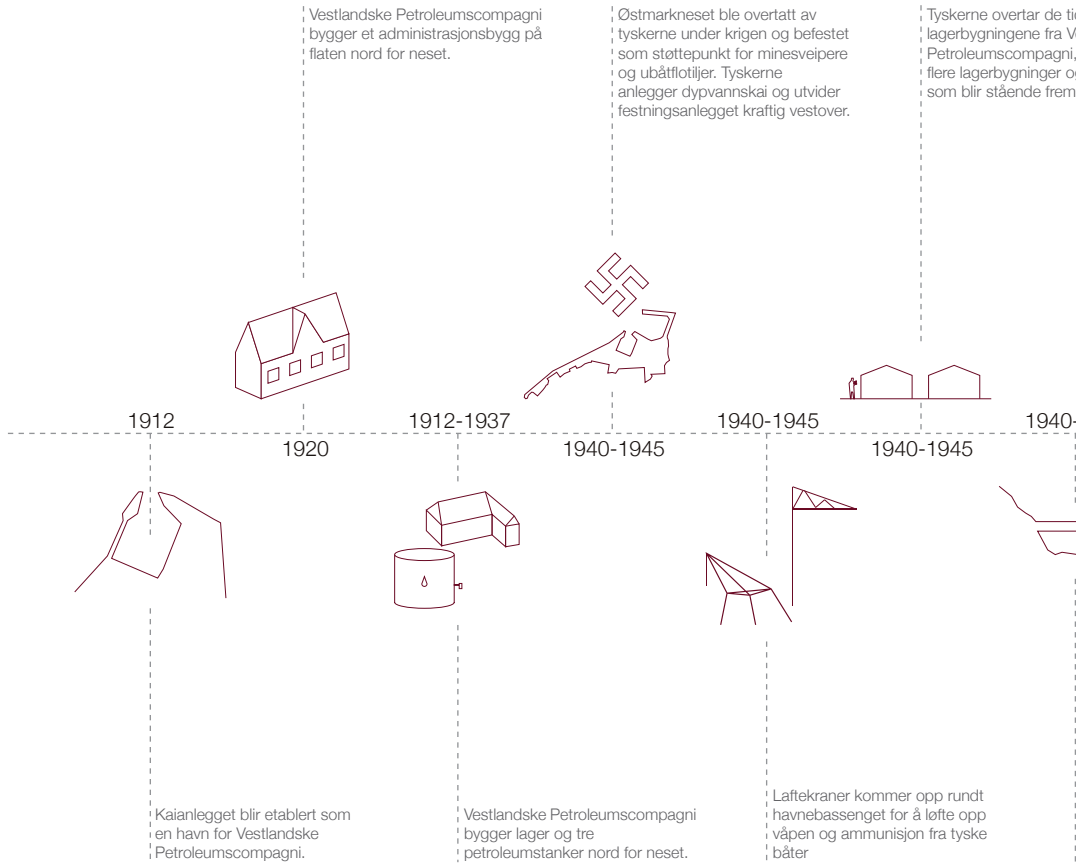 Vestlandske Petroleumscompagni
bygger et administrasjonsbygg på
flaten nord for neset.
Østmarkneset ble overtatt av
tyskerne under krigen og befestet
som støttepunkt for minesveipere
og ubåtflotiljer. Tyskerne
anlegger dypvannskai og utvider
festningsanlegget kraftig vestover.
Tyskerne overtar de
lagerbygningene fra
Petroleumscompagni,
flere lagerbygninger
som blir stående
1912
1920
1912-1937
1940-1945
1940-1945
1940-1945
1940-
Kaianlegget blir etablert som
en havn for Vestlandske
Petroleumscompagni.
Vestlandske Petroleumscompagni
bygger lager og tre
petroleumstanker nord for neset.
Laftekraner kommer opp rundt
havnebassenget for å løfte opp
våpen og ammunisjon fra tyske
båter